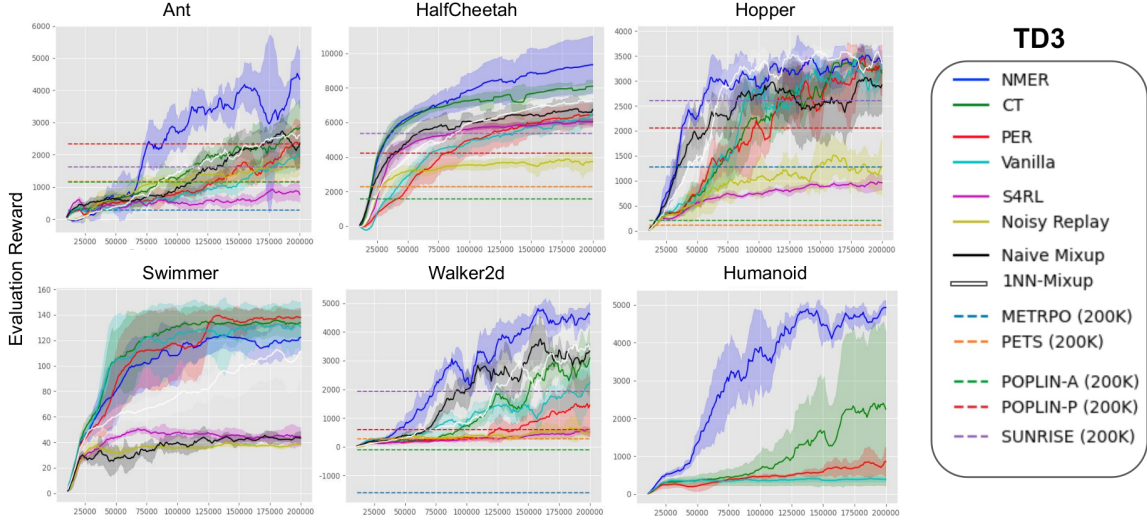 Ant
HalfCheetah
Hopper
6000
5000
4000
3000
2000
1000
0
25000 50000 75000 100000 125000 150000 175000 200000
10000
8000
6000
4000
2000
0
25000 50000 75000 100000 125000 150000 175000 200000
4000
3500
3000
2500
2000
1500
1000
500
0
25000 50000 75000 100000 125000 150000 175000 200000
Evaluation Reward
Swimmer
Walker2d
Humanoid
160
140
120
100
80
60
40
20
0
25000 50000 75000 100000 125000 150000 175000 200000
5000
4000
3000
2000
1000
0
−1000
25000 50000 75000 100000 125000 150000 175000 200000
5000
4000
3000
2000
1000
0
25000 50000 75000 100000 125000 150000 175000 200000
TD3
NMER
CT
PER
Vanilla
S4RL
Noisy Replay
Naive Mixup
1NN-Mixup
METRPO (200K)
PETS (200K)
POPLIN-A (200K)
POPLIN-P (200K)
SUNRISE (200K)